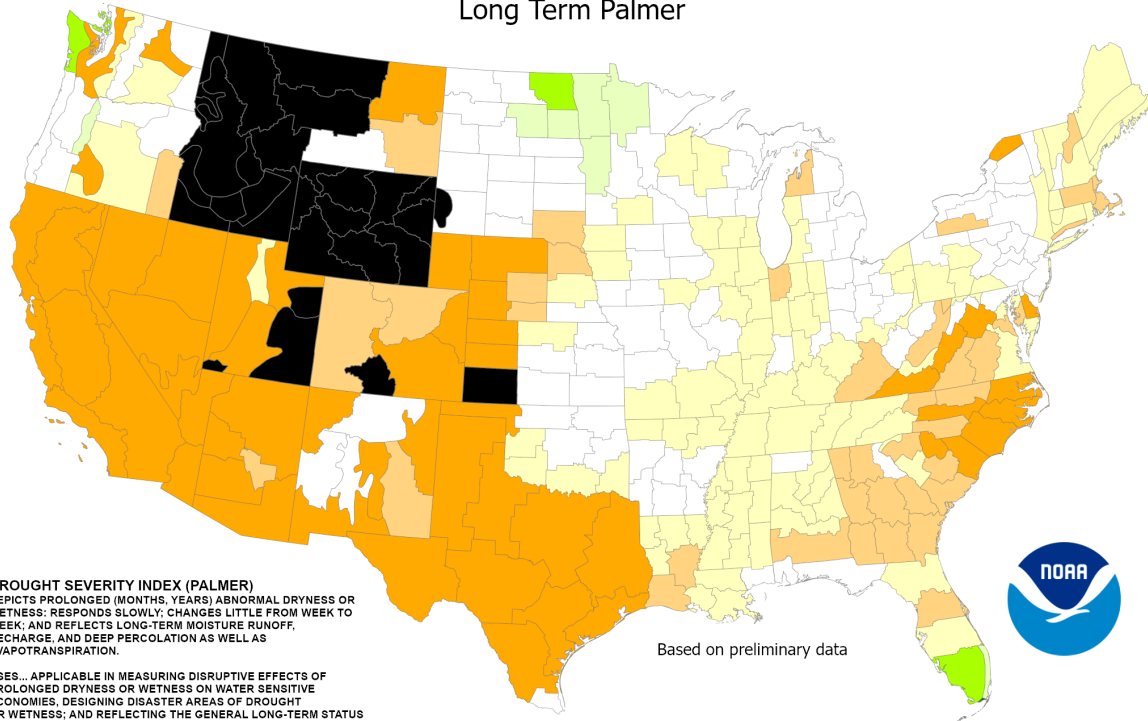 Long Term Palmer
NOAA
ROUGHT SEVERITY INDEX (PALMER)
EPICTS PROLONGED (MONTHS, YEARS) ABNORMAL DRYNESS OR
ETNESS: RESPONDS SLOWLY; CHANGES LITTLE FROM WEEK TO
EEK; AND REFLECTS LONG-TERM MOISTURE RUNOFF,
ECHARGE, AND DEEP PERCOLATION AS WELL AS
VAPOTRANSPIRATION.
Based on preliminary data
SES... APPLICABLE IN MEASURING DISRUPTIVE EFFECTS OF
ROLONGED DRYNESS OR WETNESS ON WATER SENSITIVE
CONOMIES, DESIGNING DISASTER AREAS OF DROUGHT
R WETNESS; AND REFLECTING THE GENERAL LONG-TERM STATUS